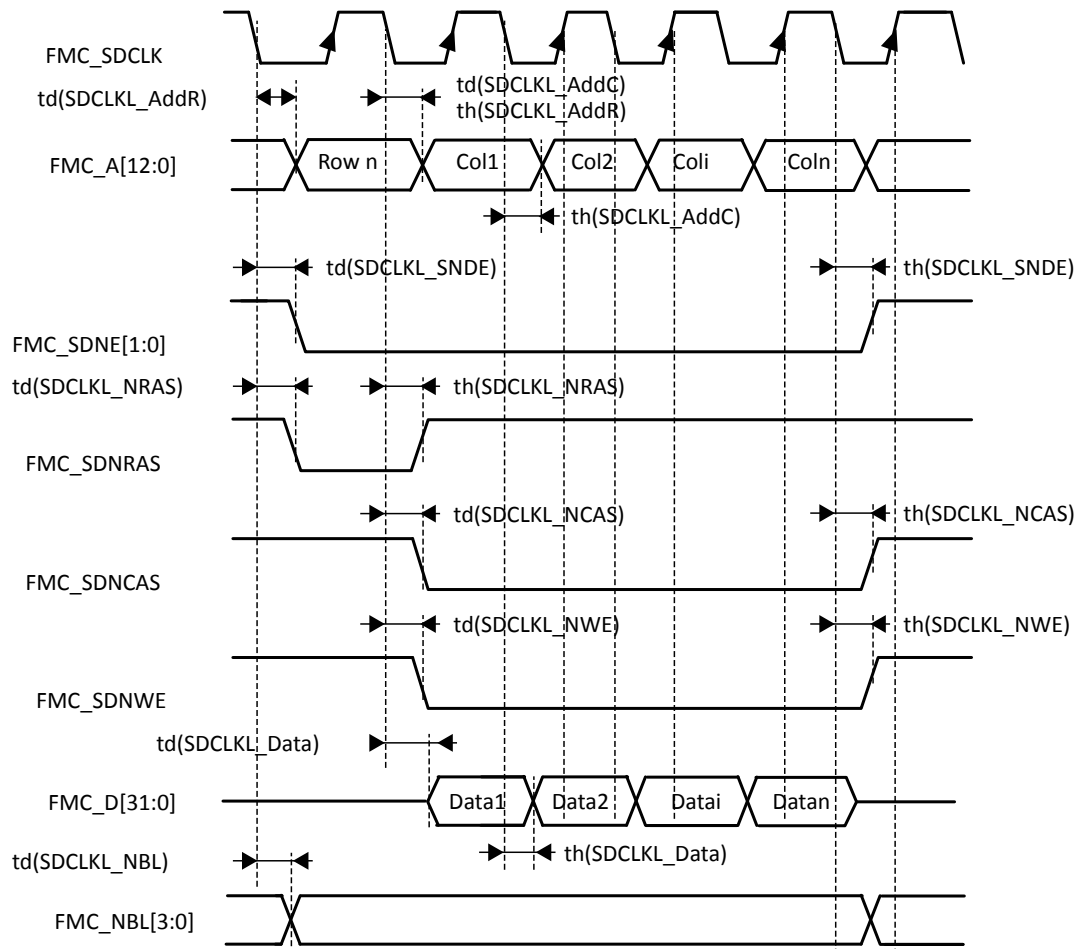 FMC_SDCLK
td(SDCLKL_AddR)
td(SDCLKL_AddC)
th(SDCLKL_AddR)
FMC_A[12:0]
Row n
Col1
Col2
Coli
Coln
th(SDCLKL_AddC)
td(SDCLKL_SNDE)
th(SDCLKL_SNDE)
FMC_SDNE[1:0]
td(SDCLKL_NRAS)
th(SDCLKL_NRAS)
FMC_SDNRAS
td(SDCLKL_NCAS)
th(SDCLKL_NCAS)
FMC_SDNCAS
td(SDCLKL_NWE)
th(SDCLKL_NWE)
FMC_SDNWE
td(SDCLKL_Data)
FMC_D[31:0]
Data1
Data2
Datai
Datan
td(SDCLKL_NBL)
th(SDCLKL_Data)
FMC_NBL[3:0]